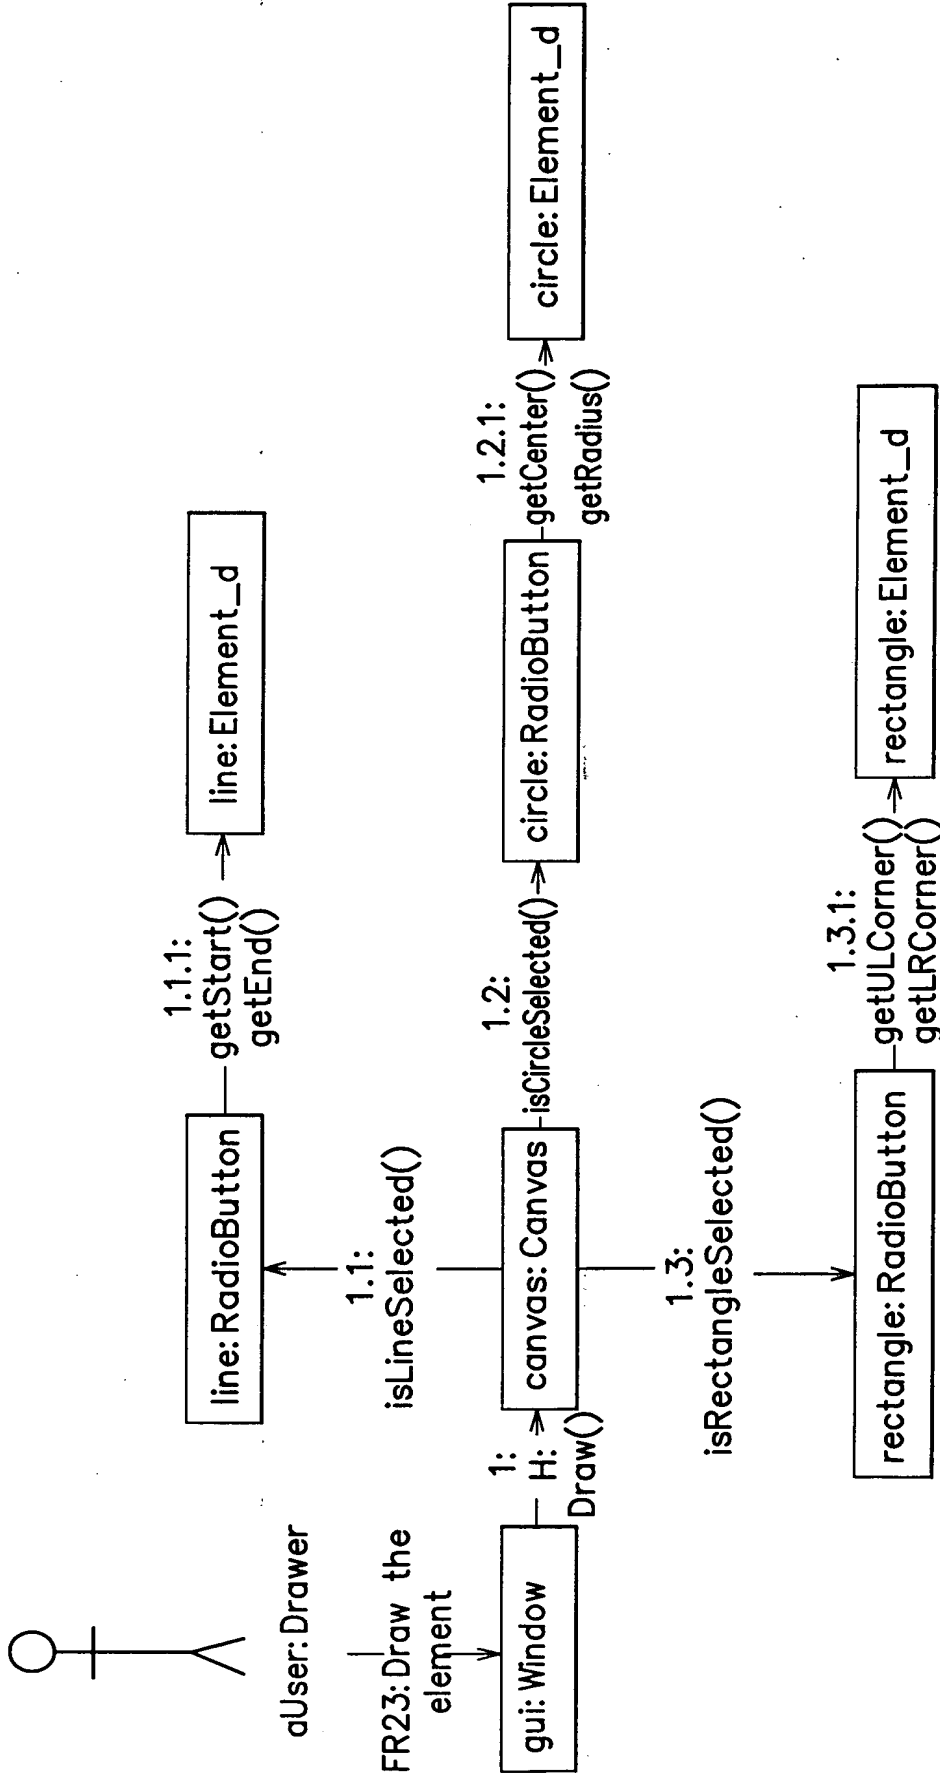 aUser:Drawer
FR23:Draw the
element
gui:Window
1:
H:
Draw()
canvas:Canvas
1.1:
isLineSelected()
line:RadioButton
1.1.1:
getStart()
getEnd()
line:Element_d
1.2:
isCircleSelected()
circle:RadioButton
1.2.1:
getCenter()
getRadius()
circle:Element_d
1.3:
isRectangleSelected()
rectangle:RadioButton
1.3.1:
getULCorner()
getLRCorner()
rectangle:Element_d